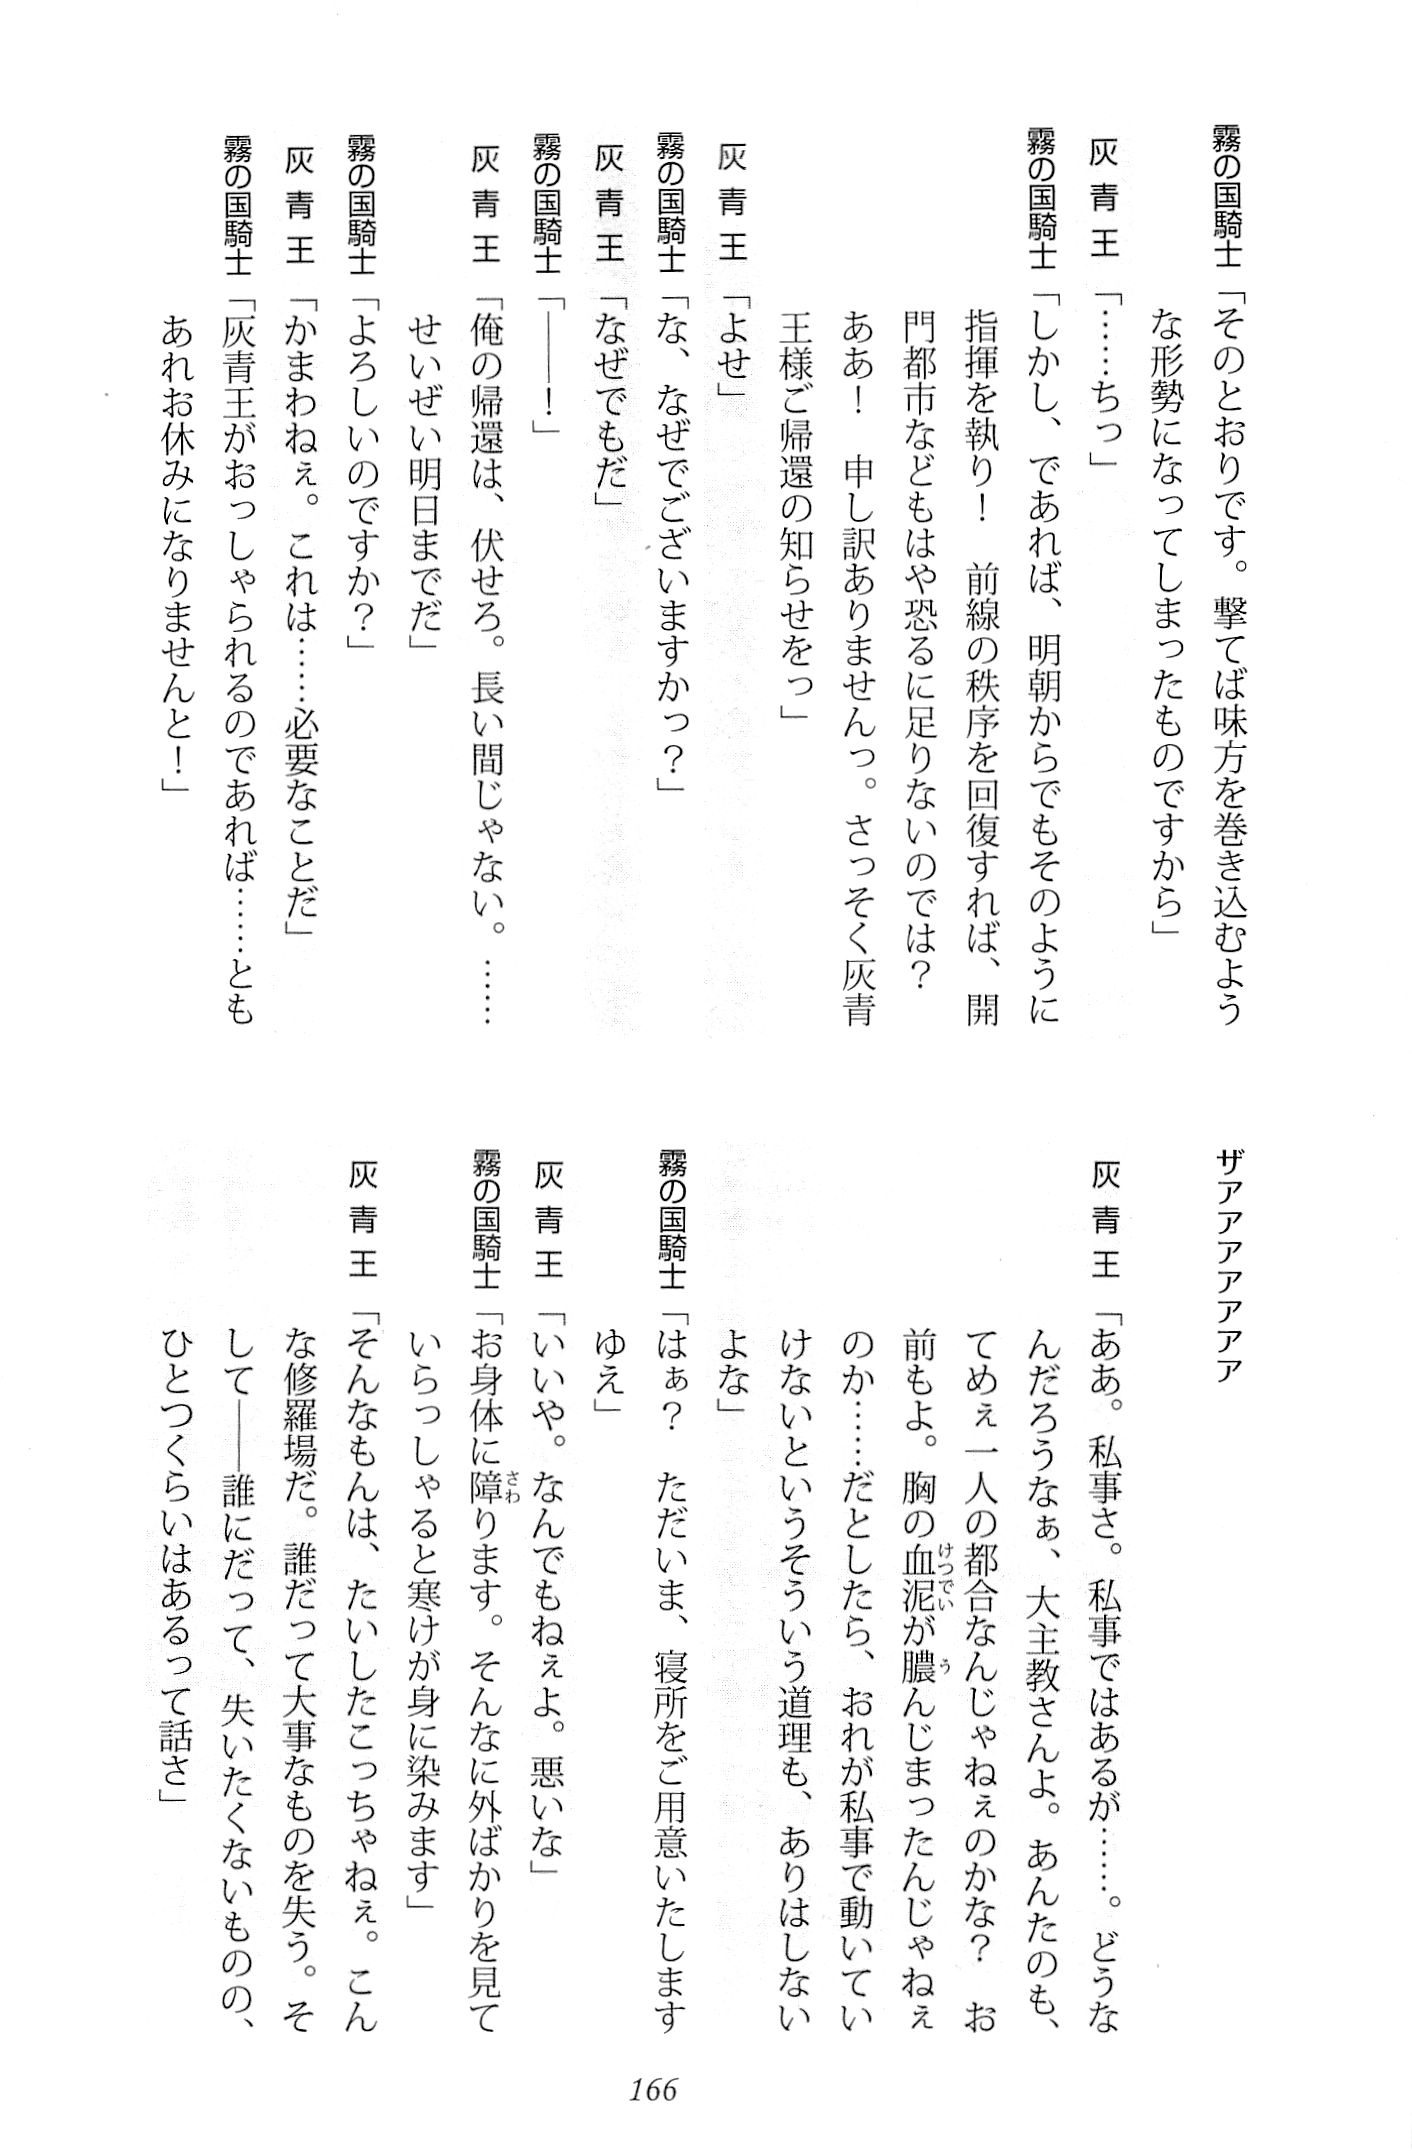 霧の国騎士「そのとおりです。撃てば味方を巻き込むよう
な形勢になってしまったものですから」
灰青王「……ちっ」
霧の国騎士「しかし、であれば、明朝からでもそのように
指揮を執り！　前線の秩序を回復すれば、開
門都市などもはや恐るに足りないのでは？
ああ！　申し訳ありませんっ。さっそく灰青
王様ご帰還の知らせをっ」
灰青王「よせ」
霧の国騎士「な、なぜでございますかっ？」
灰青王「なぜでもだ」
霧の国騎士「――！」
灰青王「俺の帰還は、伏せろ。長い間じゃない。……
せいぜい明日までだ」
霧の国騎士「よろしいのですか？」
灰青王「かまわねぇ。これは……必要なことだ」
霧の国騎士「灰青王がおっしゃられるのであれば……とも
あれお休みになりませんと！」
ザアアアアアアア
灰青王「ああ。私事さ。私事ではあるが……。どうな
んだろうなぁ、大主教さんよ。あんたのも、
てめぇ一人の都合なんじゃねぇのかな？　お
前もよ。胸の血泥が膿んじまったんじゃねぇ
のか……だとしたら、おれが私事で動いてい
けないというそういう道理も、ありはしない
よな」
霧の国騎士「はぁ？　ただいま、寝所をご用意いたします
ゆえ」
灰青王「いいや。なんでもねぇよ。悪いな」
霧の国騎士「お身体に障ります。そんなに外ばかりを見て
いらっしゃると寒けが身に染みます」
灰青王「そんなもんは、たいしたこっちゃねぇ。こん
な修羅場だ。誰だって大事なものを失う。そ
して――誰にだって、失いたくないものの、
ひとつくらいはあるって話さ」
166